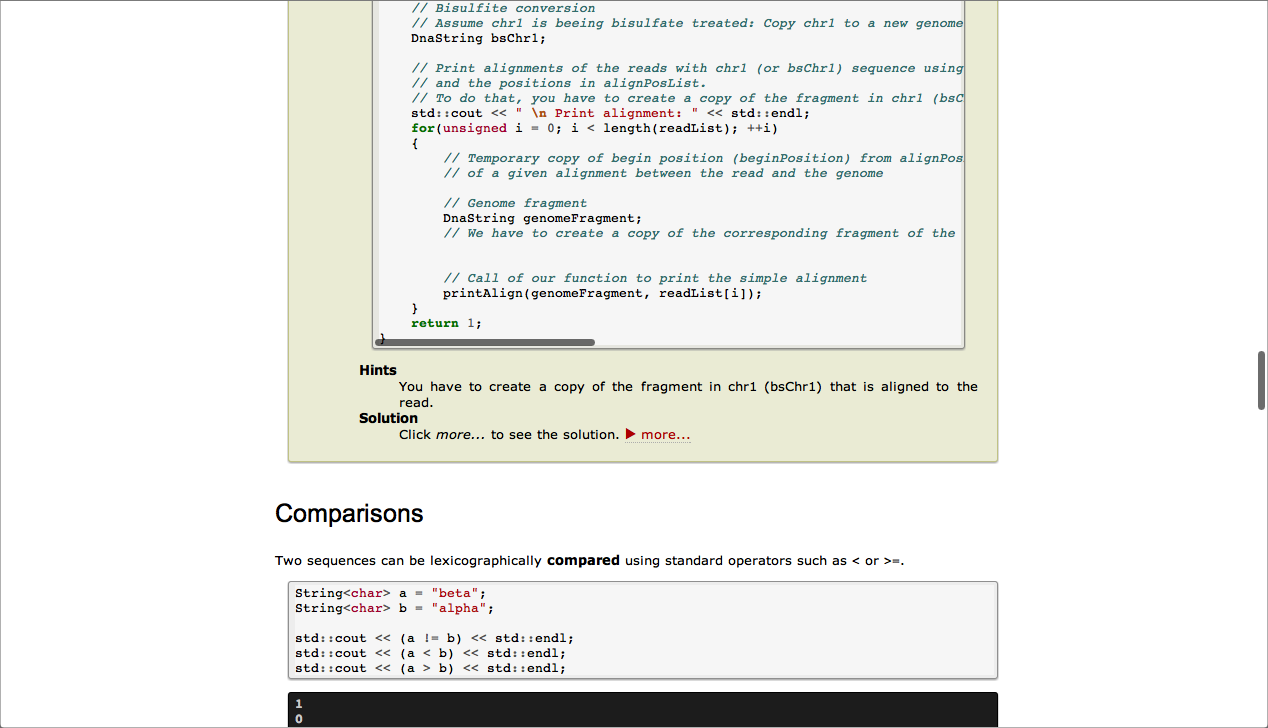 // Bisulfite conversion
// Assume chr1 is beeing bisulfate treated: Copy chr1 to a new genome
DnaString bsChr1;
// Print alignments of the reads with chr1 (or bsChr1) sequence using
// and the positions in alignPosList.
// To do that, you have to create a copy of the fragment in chr1 (bsC
std::cout << " \n Print alignment: " << std::endl;
for(unsigned i = 0; i < length(readList); ++i)
{
// Temporary copy of begin position (beginPosition) from alignPos
// of a given alignment between the read and the genome
// Genome fragment
DnaString genomeFragment;
// We have to create a copy of the corresponding fragment of the
// Call of our function to print the simple alignment
printAlign(genomeFragment, readList[i]);
}
return 1;
}
Hints
You have to create a copy of the fragment in chr1 (bsChr1) that is aligned to the
read.
Solution
Click more... to see the solution. ▶ more...
Comparisons
Two sequences can be lexicographically compared using standard operators such as < or >=.
String<char> a = "beta";
String<char> b = "alpha";
std::cout << (a != b) << std::endl;
std::cout << (a < b) << std::endl;
std::cout << (a > b) << std::endl;
1
0